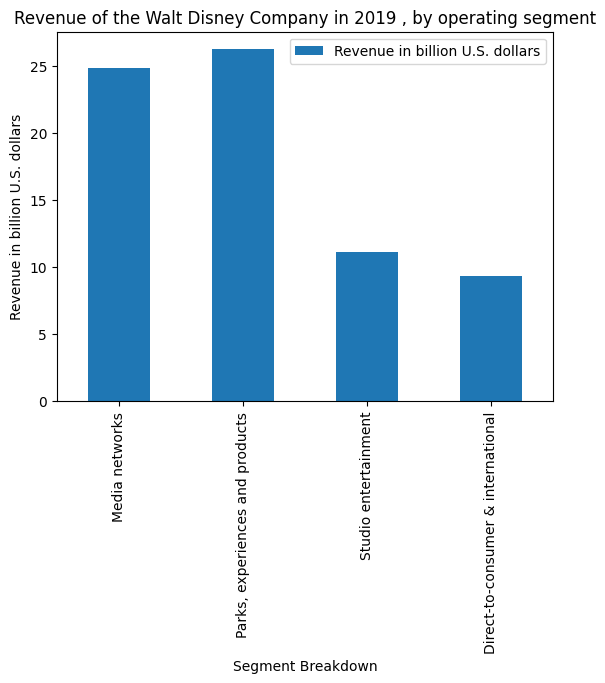 Revenue of the Walt Disney Company in 2019 , by operating segment
Revenue in billion U.S. dollars
Revenue in billion U.S. dollars
25
20
15
10
5
0
Media networks
Parks, experiences and products
Studio entertainment
Direct-to-consumer & international
Segment Breakdown